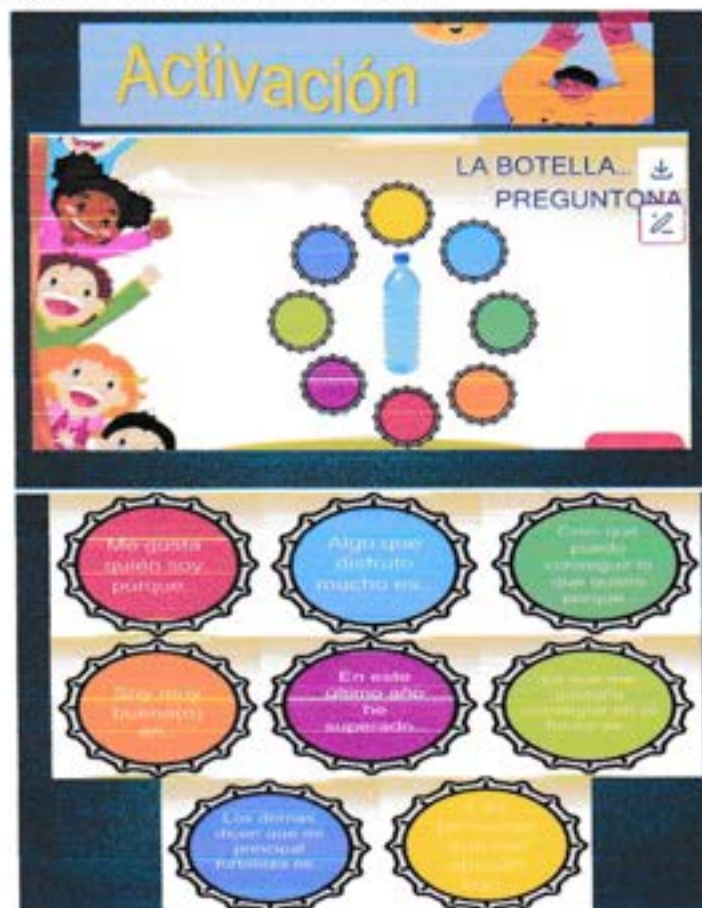 Activación
LA BOTELLA...
PREGUNTONA
Me gusta
quién soy
porque...
Algo que
disfruto
mucho es...
Creo que
puedo
conseguir lo
que quiero
porque...
Soy muy
buena(o)
en...
En este
último año
he
superado...
Lo que me
gustaría
conseguir en el
futuro es...
Los demás
dicen que mi
principal
fortaleza es...